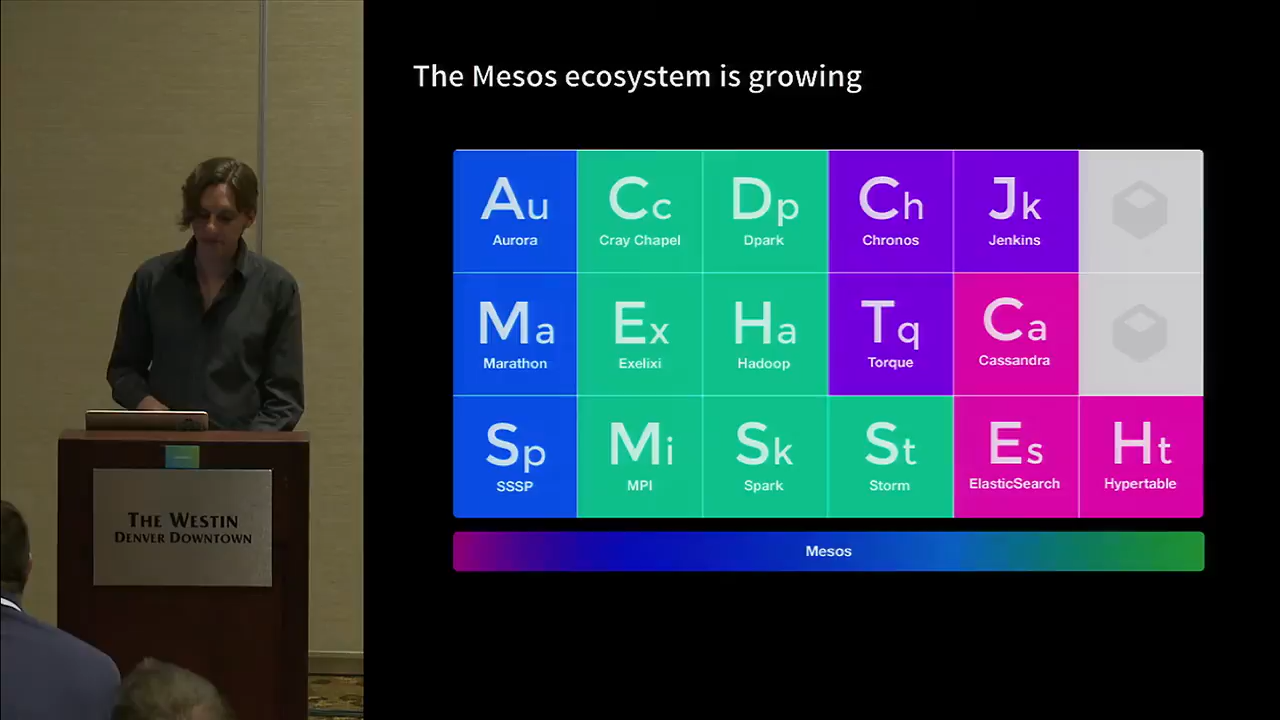 The Mesos ecosystem is growing
Au
Aurora
Cc
Cray Chapel
Dp
Dpark
Ch
Chronos
Jk
Jenkins
Ma
Marathon
Ex
Exelixi
Ha
Hadoop
Tq
Torque
Ca
Cassandra
Sp
SSSP
Mi
MPI
Sk
Spark
St
Storm
Es
ElasticSearch
Ht
Hypertable
Mesos
THE WESTIN
DENVER DOWNTOWN